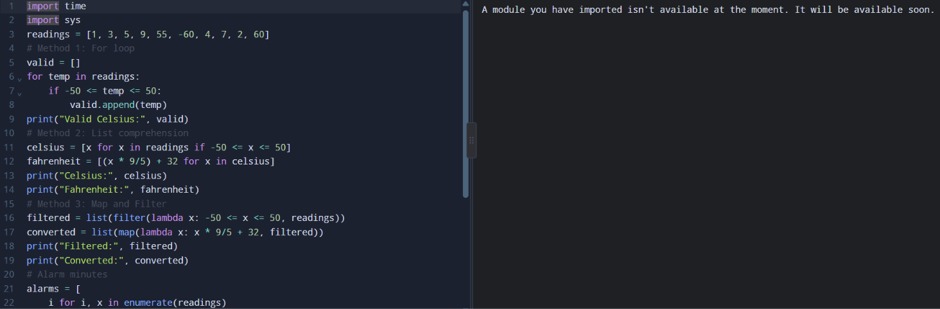 1 import time
2 import sys
3 readings = [1, 3, 5, 9, 55, -60, 4, 7, 2, 60]
4 # Method 1: For loop
5 valid = []
6 for temp in readings:
7     if -50 <= temp <= 50:
8         valid.append(temp)
9 print("Valid Celsius:", valid)
10 # Method 2: List comprehension
11 celsius = [x for x in readings if -50 <= x <= 50]
12 fahrenheit = [(x * 9/5) + 32 for x in celsius]
13 print("Celsius:", celsius)
14 print("Fahrenheit:", fahrenheit)
15 # Method 3: Map and Filter
16 filtered = list(filter(lambda x: -50 <= x <= 50, readings))
17 converted = list(map(lambda x: x * 9/5 + 32, filtered))
18 print("Filtered:", filtered)
19 print("Converted:", converted)
20 # Alarm minutes
21 alarms = [
22     i for i, x in enumerate(readings)
A module you have imported isn't available at the moment. It will be available soon.